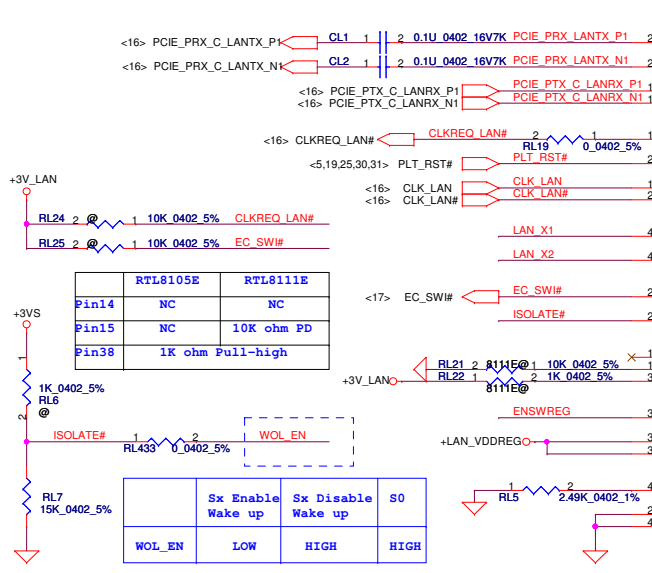 <16> PCIE_PRX_C_LANTX_P1 CL1 1 2 0.1U_0402_16V7K PCIE_PRX_LANTX_P1
<16> PCIE_PRX_C_LANTX_N1 CL2 1 2 0.1U_0402_16V7K PCIE_PRX_LANTX_N1
<16> PCIE_PTX_C_LANRX_P1 PCIE_PTX_C_LANRX_P1
<16> PCIE_PTX_C_LANRX_N1 PCIE_PTX_C_LANRX_N1
<16> CLKREQ_LAN# CLKREQ_LAN# 2 1
RL19 0_0402_5%
<5,19,25,30,31> PLT_RST# PLT_RST#
<16> CLK_LAN CLK_LAN
<16> CLK_LAN# CLK_LAN#
+3V_LAN
RL24 2 @ 1 10K_0402_5% CLKREQ_LAN#
RL25 2 @ 1 10K_0402_5% EC_SWI#
LAN_X1
LAN_X2
RTL8105E RTL8111E
Pin14 NC NC
Pin15 NC 10K ohm PD
Pin38 1K ohm Pull-high
<17> EC_SWI# EC_SWI#
ISOLATE#
+3VS
1
1K_0402_5%
RL6
@
2
RL21 2 8111E@ 1 10K_0402_5%
+3V_LAN RL22 1 8111E@ 2 1K_0402_5%
ENSWREG
ISOLATE# 1 2 WOL_EN
RL433 0_0402_5%
+LAN_VDDREG
RL7
15K_0402_5%
1 2
RL5 2.49K_0402_1%
Sx Enable Wake up Sx Disable Wake up S0
WOL_EN LOW HIGH HIGH